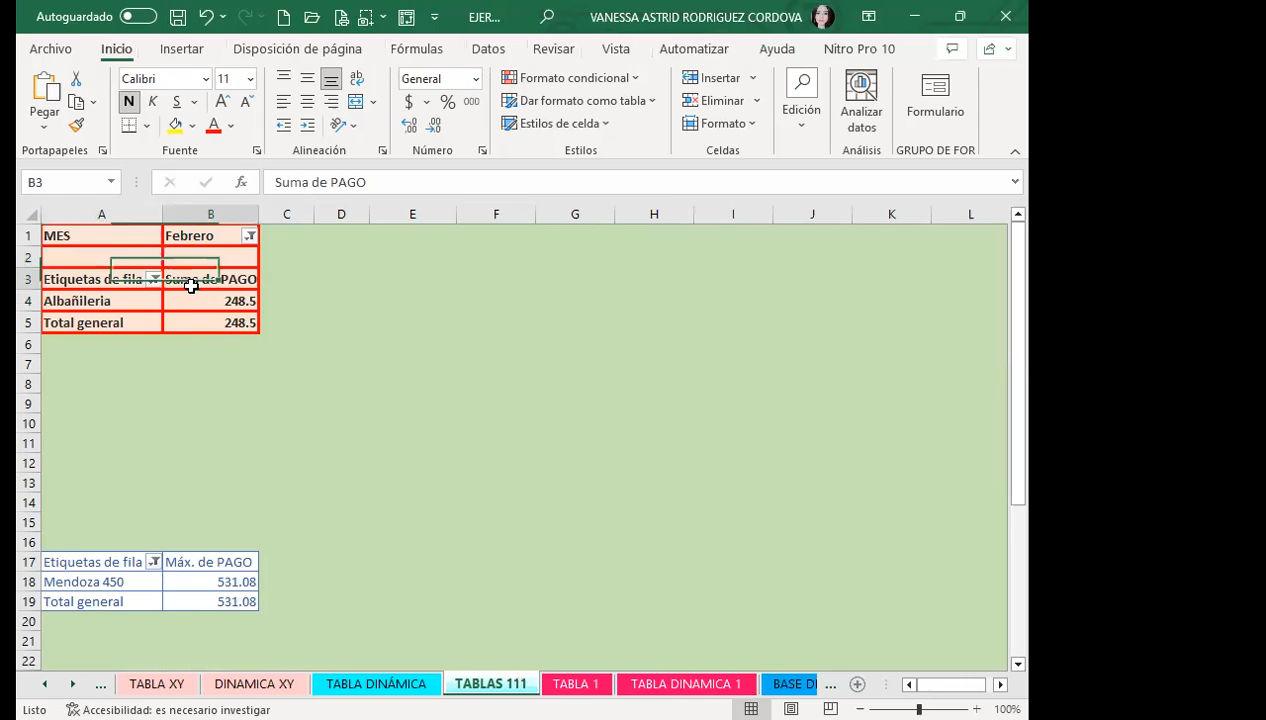 Autoguardado EJER... VANESSA ASTRID RODRIGUEZ CORDOVA
Archivo Inicio Insertar Disposición de página Fórmulas Datos Revisar Vista Automatizar Ayuda Nitro Pro 10
Pegar Calibri 11 General Formato condicional Insertar Edición Analizar datos Formulario
N K S $ % 000 Dar formato como tabla Eliminar
Estilos de celda Formato
Portapapeles Fuente Alineación Número Estilos Celdas Análisis GRUPO DE FOR
B3 fx Suma de PAGO
A B C D E F G H I J K L
1 MES Febrero
2
3 Etiquetas de fila Suma de PAGO
4 Albañileria 248.5
5 Total general 248.5
6
7
8
9
10
11
12
13
14
15
16
17 Etiquetas de fila Máx. de PAGO
18 Mendoza 450 531.08
19 Total general 531.08
20
21
22
... TABLA XY DINAMICA XY TABLA DINÁMICA TABLAS 111 TABLA 1 TABLA DINAMICA 1 BASE DI ...
Listo Accesibilidad: es necesario investigar 100%